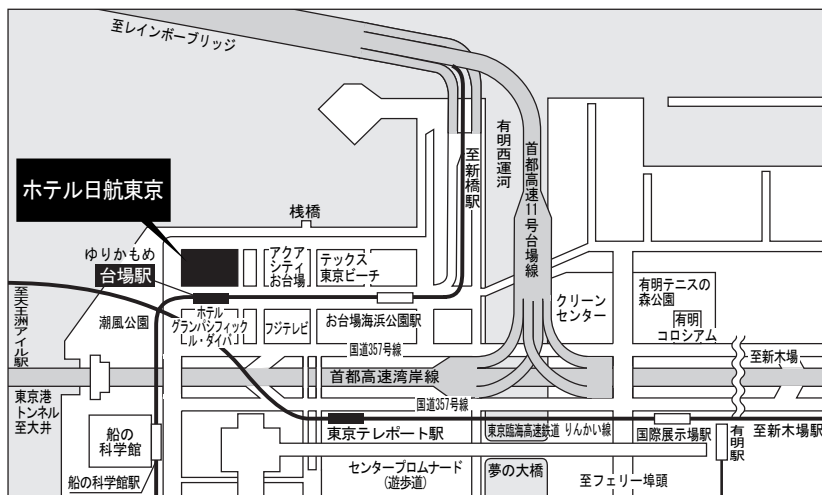 至レインボーブリッジ
ホテル日航東京
桟橋
至新橋駅
有明西運河
首都高速11号台場線
ゆりかもめ
台場駅
アクア
シティ
お台場
デックス
東京ビーチ
至天王洲アイル駅
潮風公園
ホテル
グランパシフィック
ル・ダイバ
フジテレビ
お台場海浜公園駅
クリーン
センター
有明テニスの
森公園
有明
コロシアム
国道357号線
至新木場
首都高速湾岸線
東京港
トンネル
至大井
国道357号線
船の
科学館
東京テレポート駅
東京臨海高速鉄道 りんかい線
国際展示場駅
有明駅
至新木場駅
船の科学館駅
センタープロムナード
(遊歩道)
夢の大橋
至フェリー埠頭